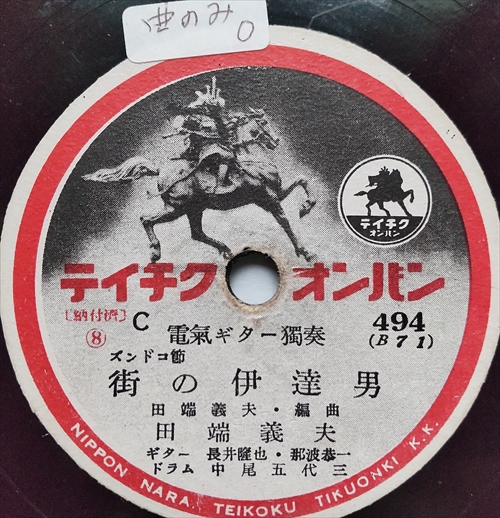 曲のみ。
テイチク
オンバン
テイチク オンバン
〔納付済〕
⑧ C 電氣ギター獨奏 494
(B71)
ズンドコ節
街の伊達男
田端義夫・編曲
田端義夫
ギター 長井隆也・那波恭一
ドラム 中尾五代三
NIPPON NARA TEIKOKU TIKUONKI K.K.